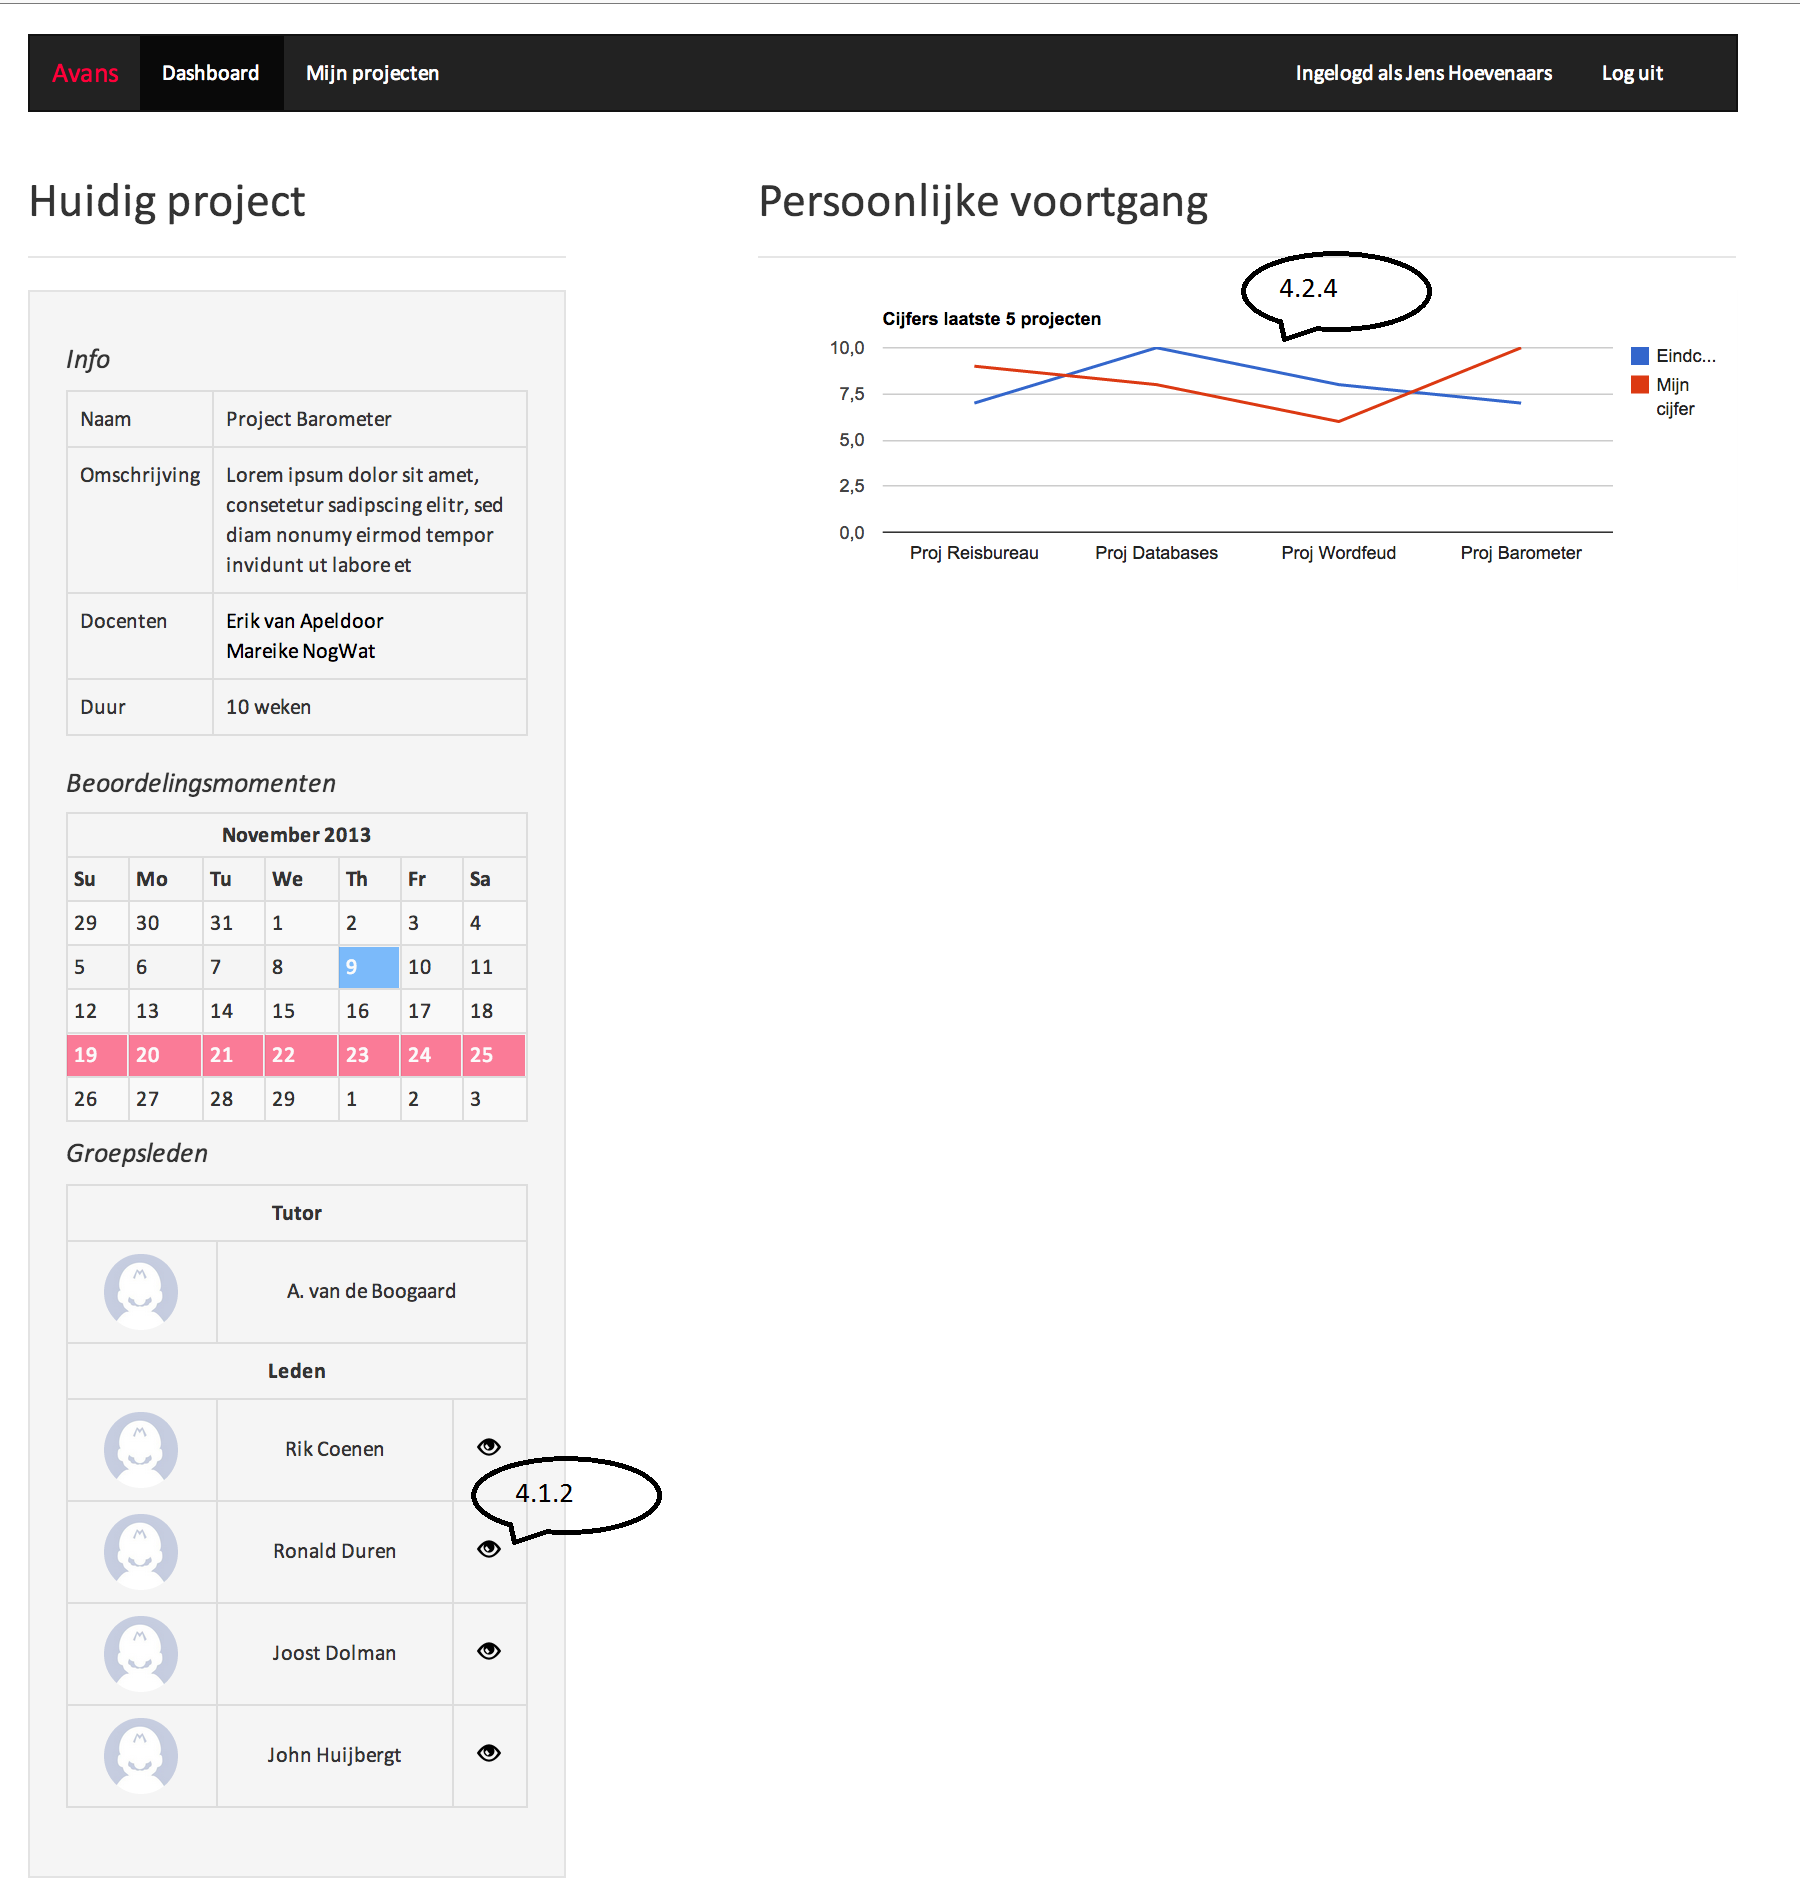 Avans Dashboard Mijn projecten Ingelogd als Jens Hoevenaars Log uit
Huidig project
Info
Naam Project Barometer
Omschrijving Lorem ipsum dolor sit amet,
consetetur sadipscing elitr, sed
diam nonumy eirmod tempor
invidunt ut labore et
Docenten Erik van Apeldoor
Mareike NogWat
Duur 10 weken
Beoordelingsmomenten
November 2013
Su Mo Tu We Th Fr Sa
29 30 31 1 2 3 4
5 6 7 8 9 10 11
12 13 14 15 16 17 18
19 20 21 22 23 24 25
26 27 28 29 1 2 3
Groepsleden
Tutor
A. van de Boogaard
Leden
Rik Coenen
4.1.2
Ronald Duren
Joost Dolman
John Huijbergt
Persoonlijke voortgang
4.2.4
Cijfers laatste 5 projecten
10,0
7,5
5,0
2,5
0,0
Proj Reisbureau Proj Databases Proj Wordfeud Proj Barometer
Eindc...
Mijn
cijfer